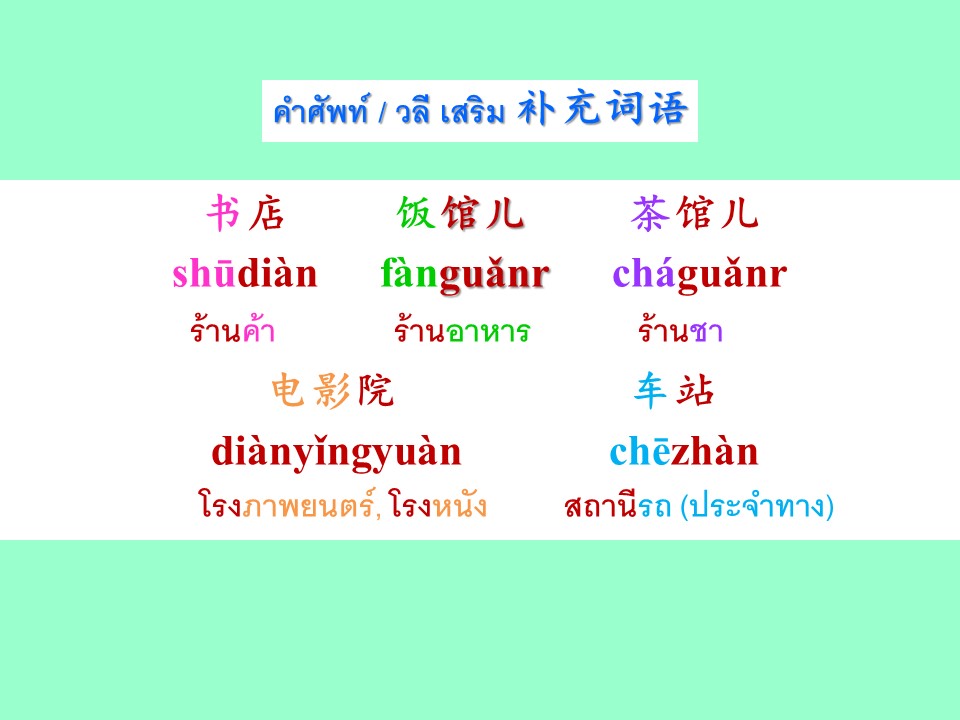 คำศัพท์ / วลี เสริม 补充词语
书店 饭馆儿 茶馆儿
shūdiàn fànguǎnr cháguǎnr
ร้านค้า ร้านอาหาร ร้านชา
电影院 车站
diànyǐngyuàn chēzhàn
โรงภาพยนตร์, โรงหนัง สถานีรถ (ประจำทาง)